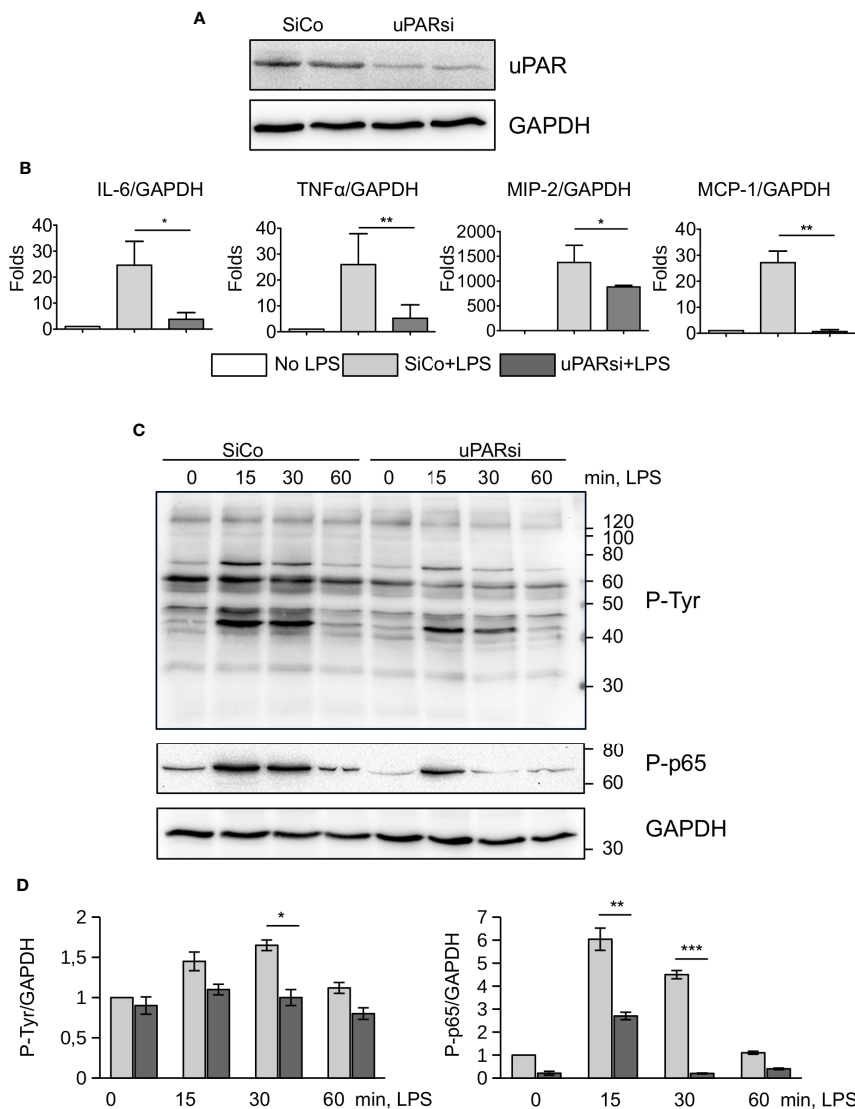 A
SiCo uPARsi
uPAR
GAPDH
B
IL-6/GAPDH TNFα/GAPDH MIP-2/GAPDH MCP-1/GAPDH
Folds
40
30
20
10
0
*
Folds
40
30
20
10
0
**
Folds
2000
1500
1000
500
0
*
Folds
40
30
20
10
0
**
No LPS SiCo+LPS uPARsi+LPS
C
SiCo uPARsi
0 15 30 60 0 15 30 60 min, LPS
120
100
80
60
50
40
30
P-Tyr
80
60
P-p65
GAPDH
30
D
P-Tyr/GAPDH
2
1,5
1
0,5
0
*
0 15 30 60 min, LPS
P-p65/GAPDH
7
6
5
4
3
2
1
0
**
***
0 15 30 60 min, LPS